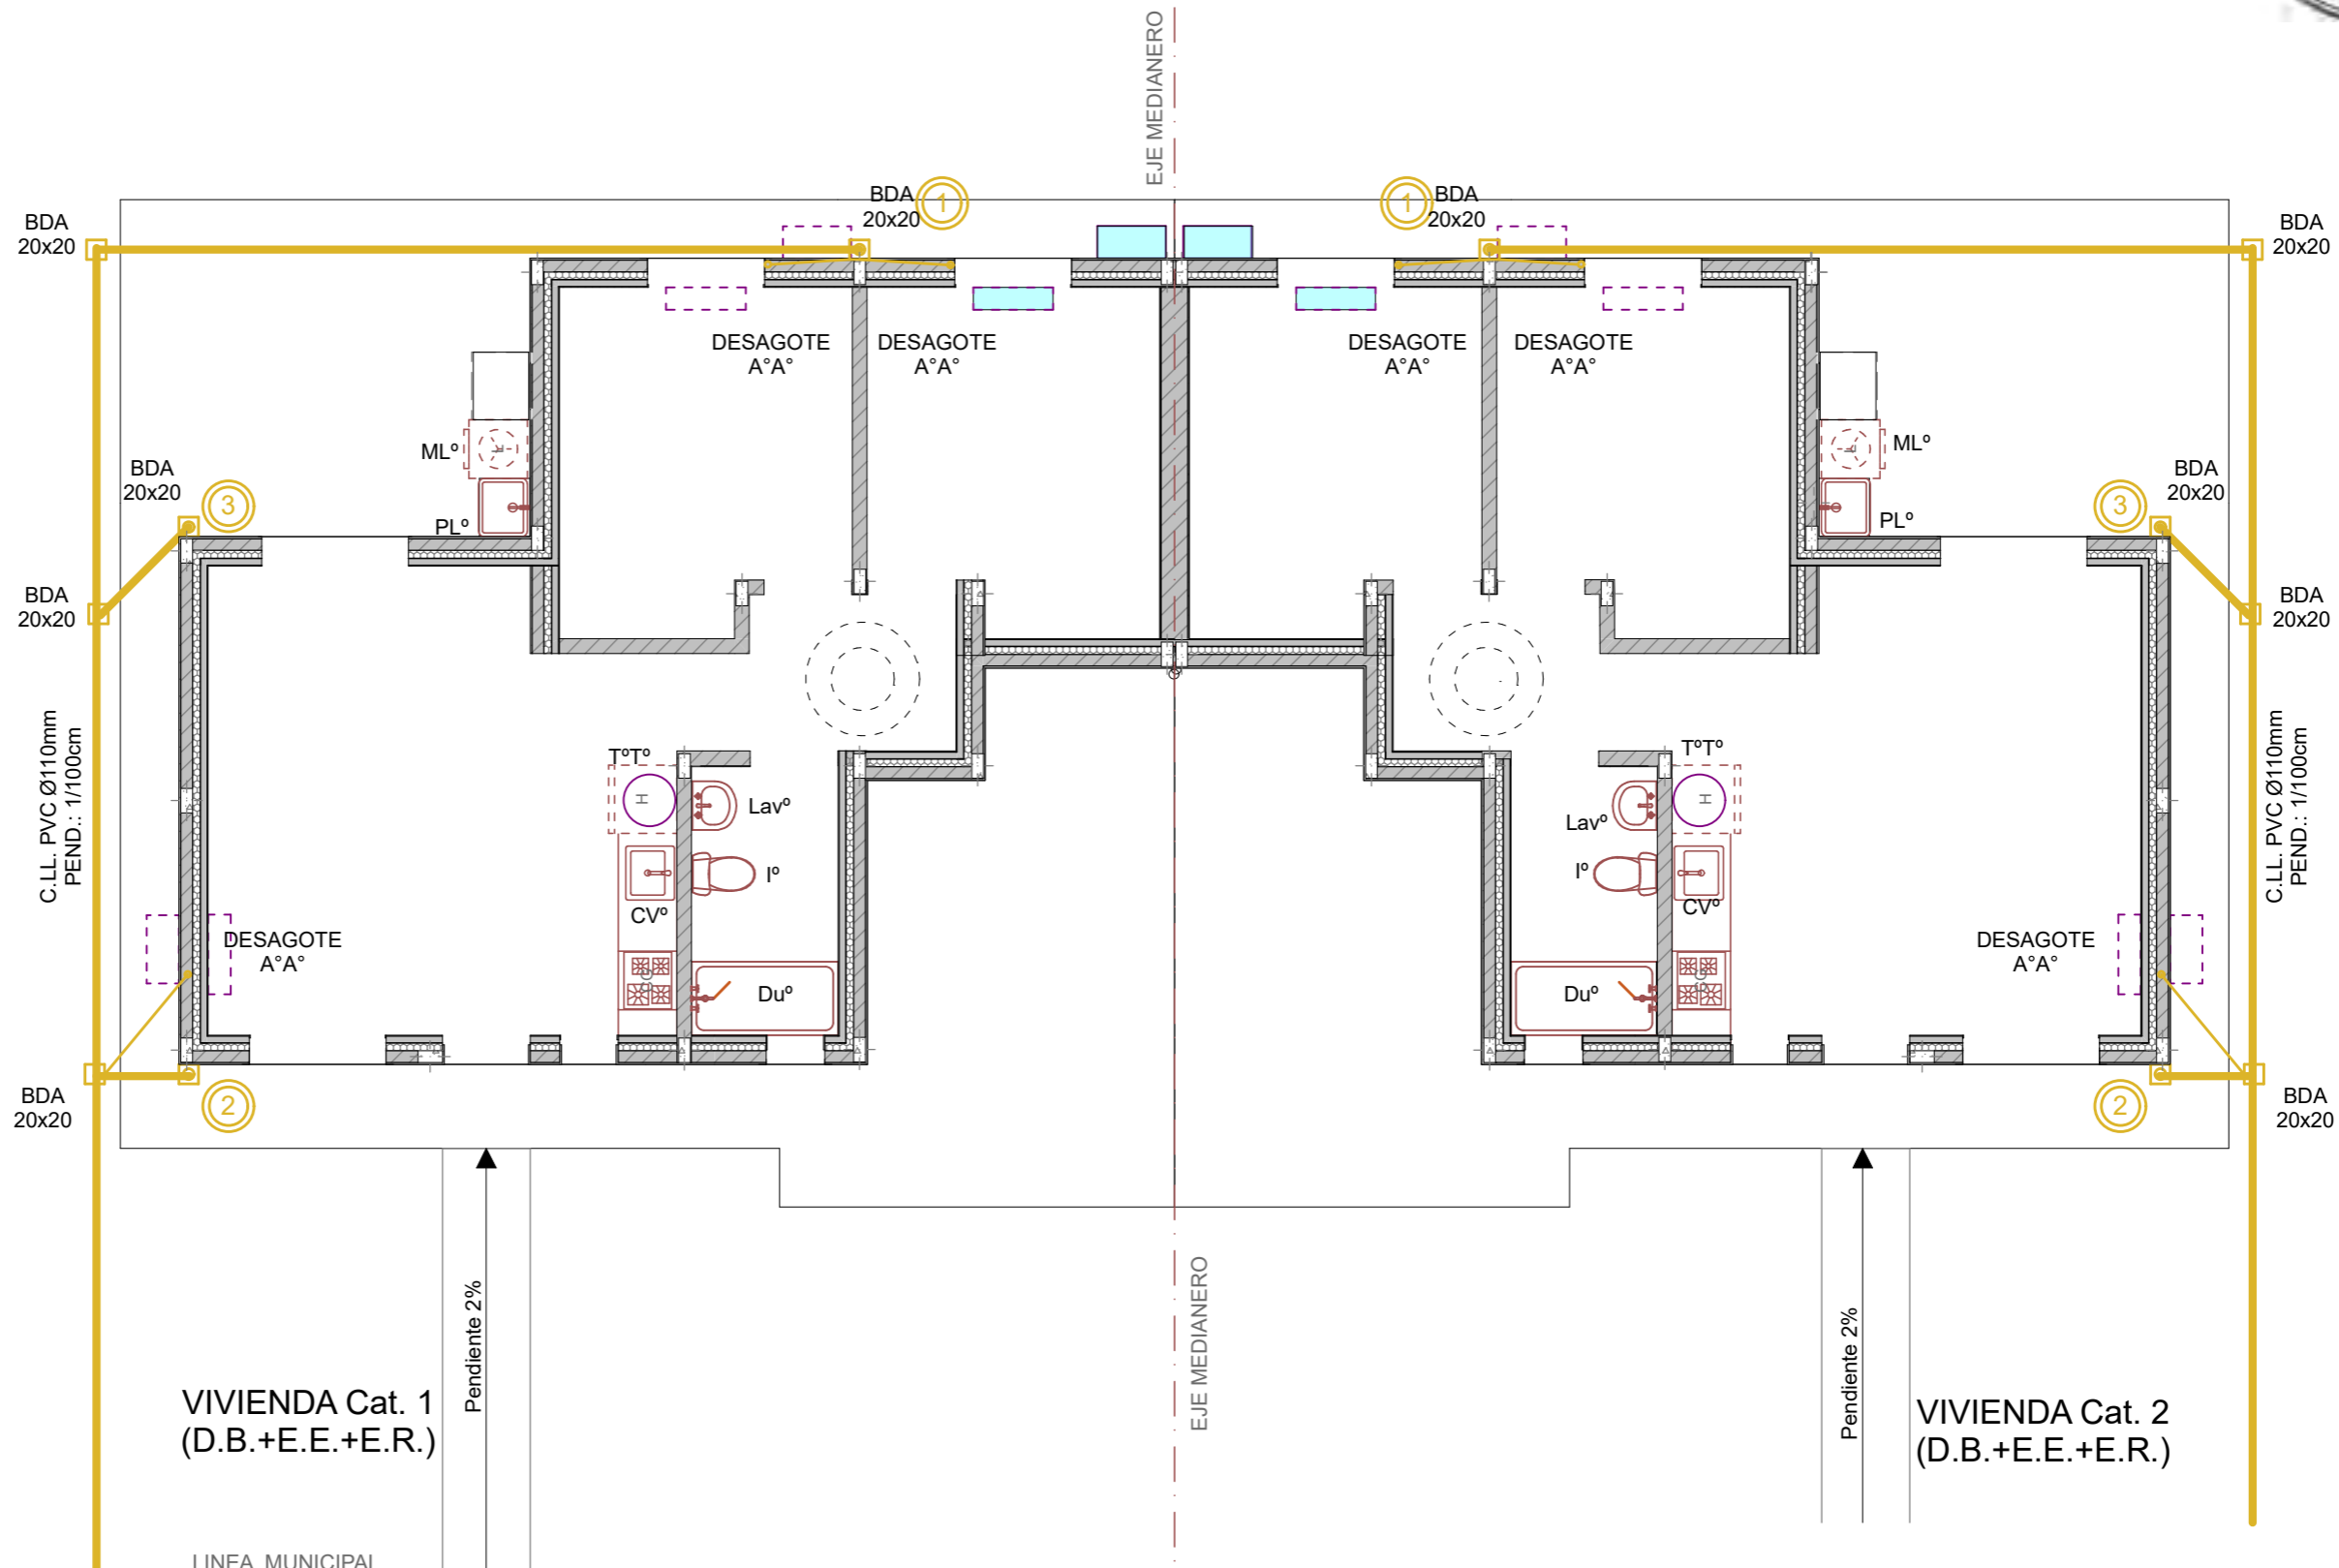 EJE MEDIANERO
BDA
20x20
BDA
20x20
1
1
BDA
20x20
BDA
20x20
DESAGOTE
A°A°
DESAGOTE
A°A°
DESAGOTE
A°A°
DESAGOTE
A°A°
MLº
PLº
MLº
PLº
BDA
20x20
3
3
BDA
20x20
BDA
20x20
BDA
20x20
C.LL. PVC Ø110mm
PEND.: 1/100cm
TºTº
H
Lavº
Iº
CVº
Duº
TºTº
H
Lavº
Iº
CVº
Duº
C.LL. PVC Ø110mm
PEND.: 1/100cm
DESAGOTE
A°A°
DESAGOTE
A°A°
BDA
20x20
2
2
BDA
20x20
Pendiente 2%
EJE MEDIANERO
Pendiente 2%
VIVIENDA Cat. 1
(D.B.+E.E.+E.R.)
VIVIENDA Cat. 2
(D.B.+E.E.+E.R.)
LINEA MUNICIPAL